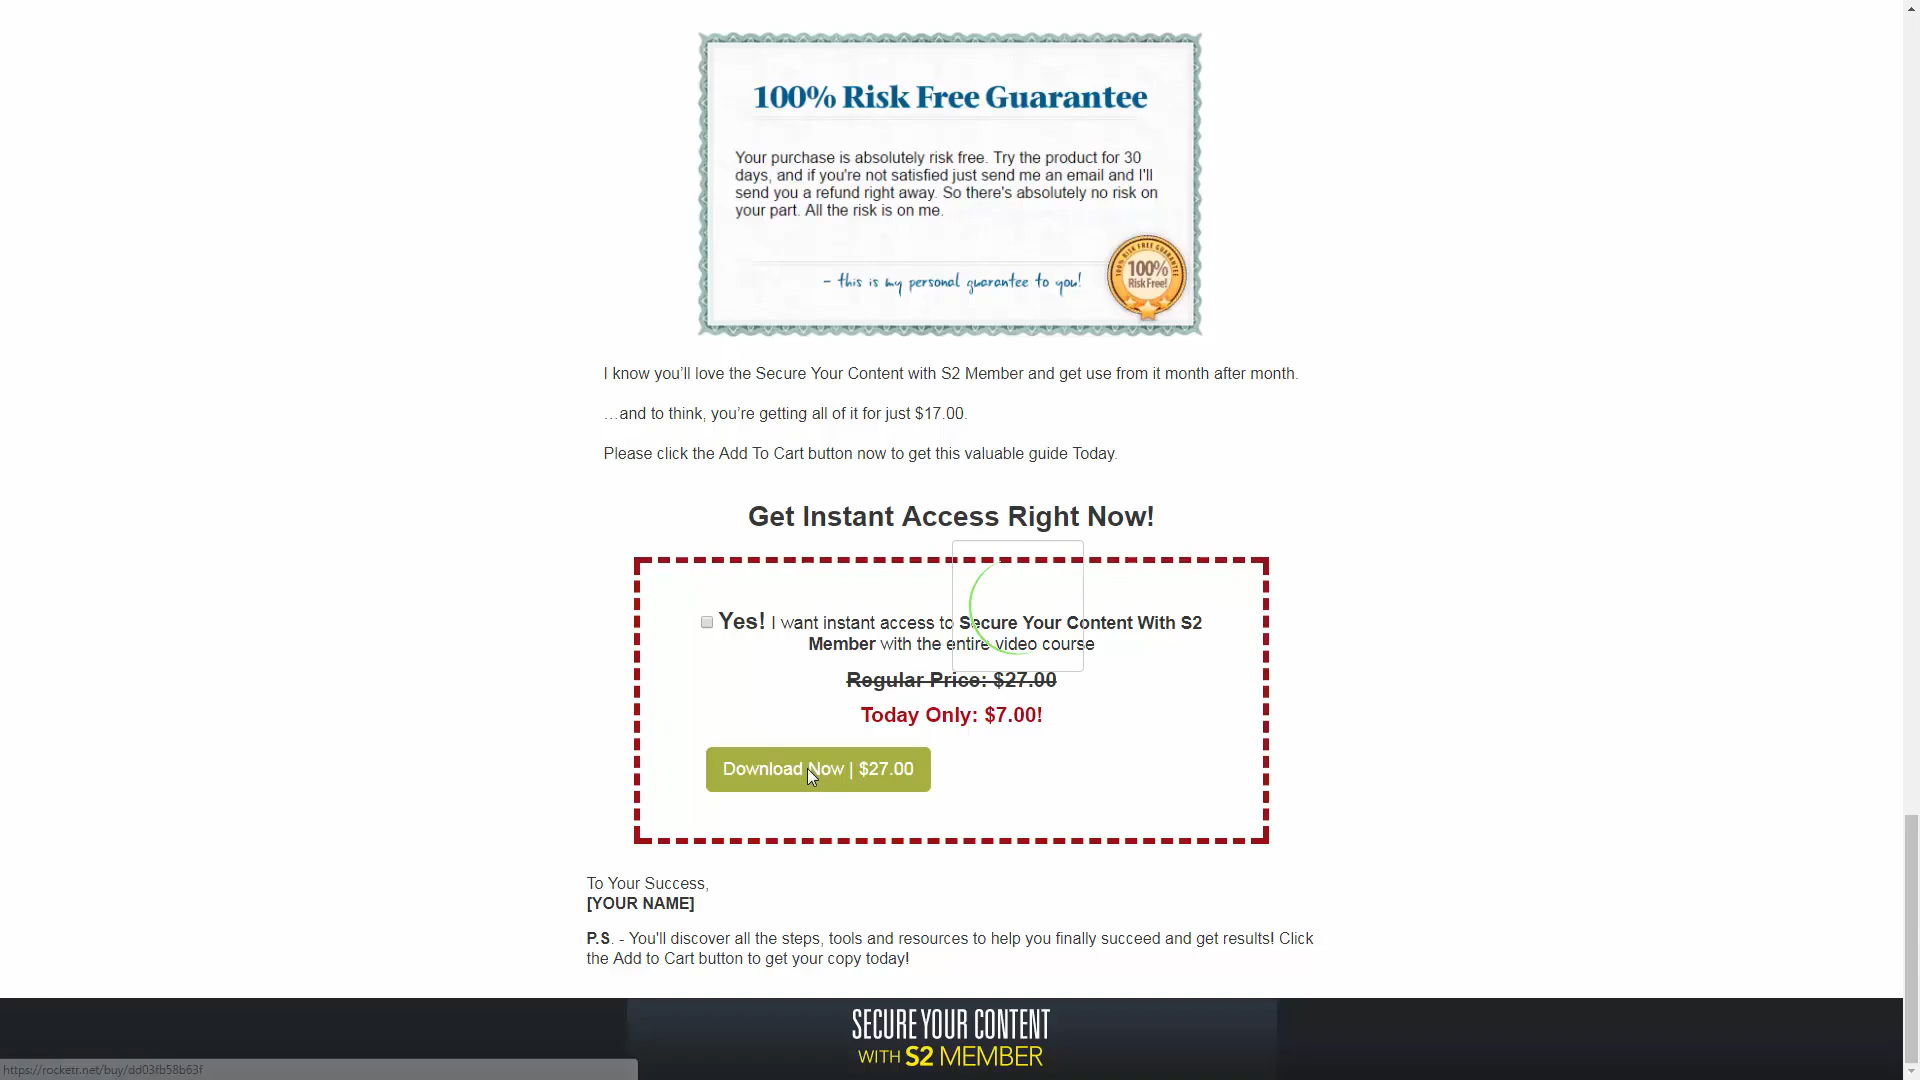 100% Risk Free Guarantee
Your purchase is absolutely risk free. Try the product for 30
days, and if you're not satisfied just send me an email and I'll
send you a refund right away. So there's absolutely no risk on
your part. All the risk is on me.
- this is my personal guarantee to you!
100% RISK FREE GUARANTEE
100%
Risk Free!
I know you’ll love the Secure Your Content with S2 Member and get use from it month after month.
…and to think, you’re getting all of it for just $17.00.
Please click the Add To Cart button now to get this valuable guide Today.
Get Instant Access Right Now!
Yes! I want instant access to Secure Your Content With S2
Member with the entire video course
Regular Price: $27.00
Today Only: $7.00!
Download Now | $27.00
To Your Success,
[YOUR NAME]
P.S. - You'll discover all the steps, tools and resources to help you finally succeed and get results! Click
the Add to Cart button to get your copy today!
SECURE YOUR CONTENT
WITH S2 MEMBER
https://rocketr.net/buy/dd03fb58b63f